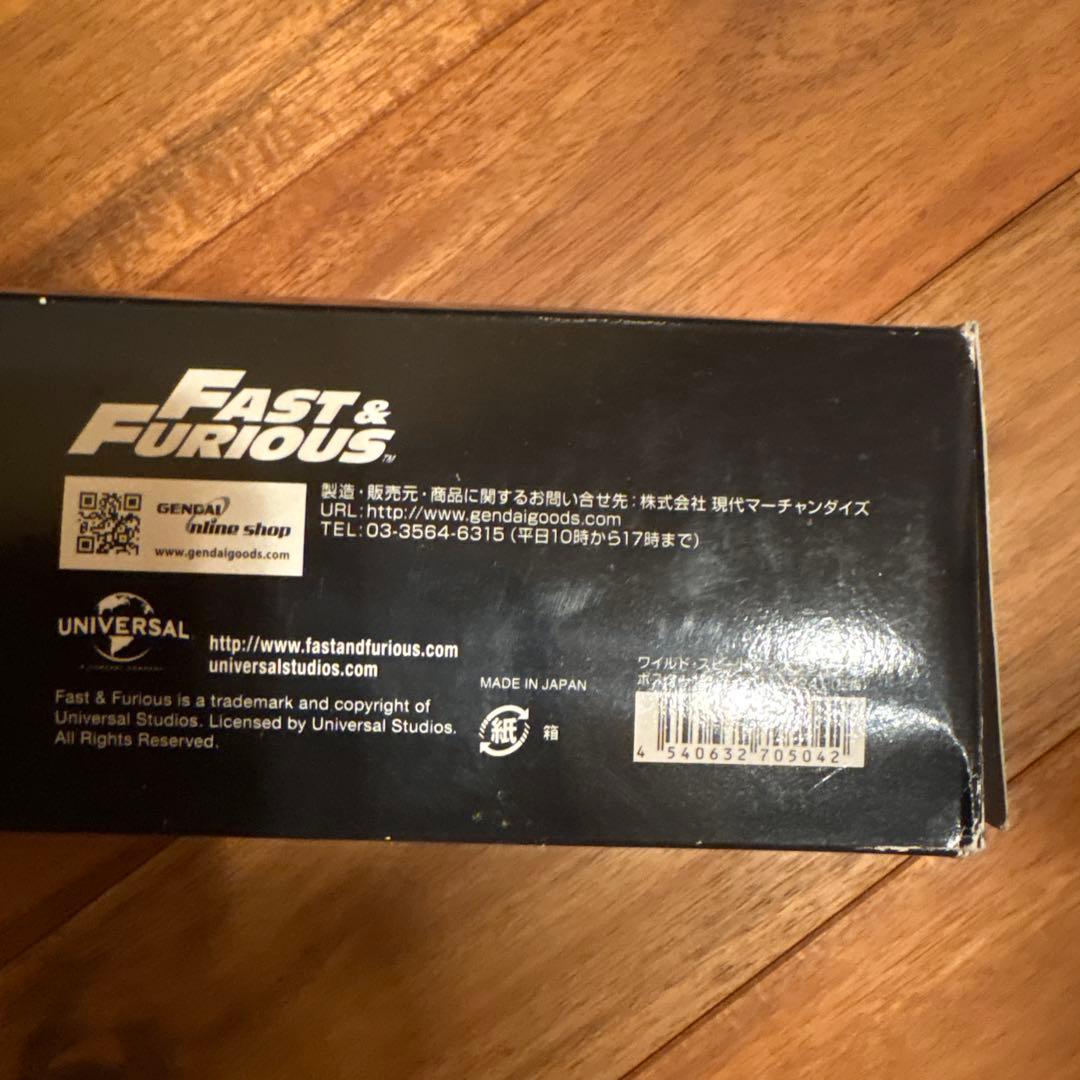 FAST &
FURIOUS™
GENDAI
Online shop
www.gendaigoods.com
製造・販売元・商品に関するお問い合せ先:株式会社 現代マーチャンダイズ
URL:http://www.gendaigoods.com
TEL:03-3564-6315(平日10時から17時まで)
UNIVERSAL
http://www.fastandfurious.com
universalstudios.com
Fast & Furious is a trademark and copyright of
Universal Studios. Licensed by Universal Studios.
All Rights Reserved.
MADE IN JAPAN
紙 箱
ワイルド・スピード
4 540632 705042